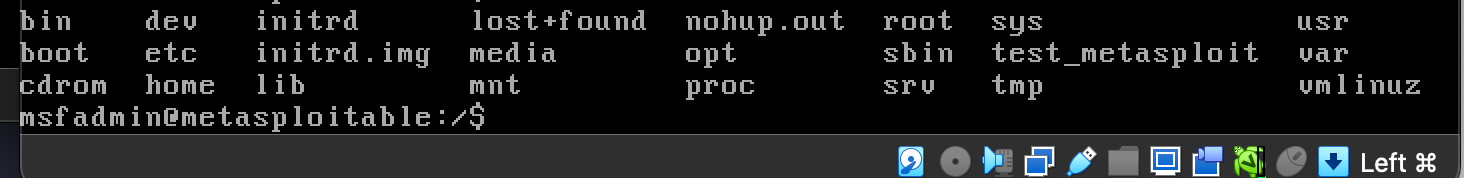 bin dev initrd lost+found nohup.out root sys usr
boot etc initrd.img media opt sbin test_metasploit var
cdrom home lib mnt proc srv tmp vmlinuz
msfadmin@metasploitable:/$
Left ⌘